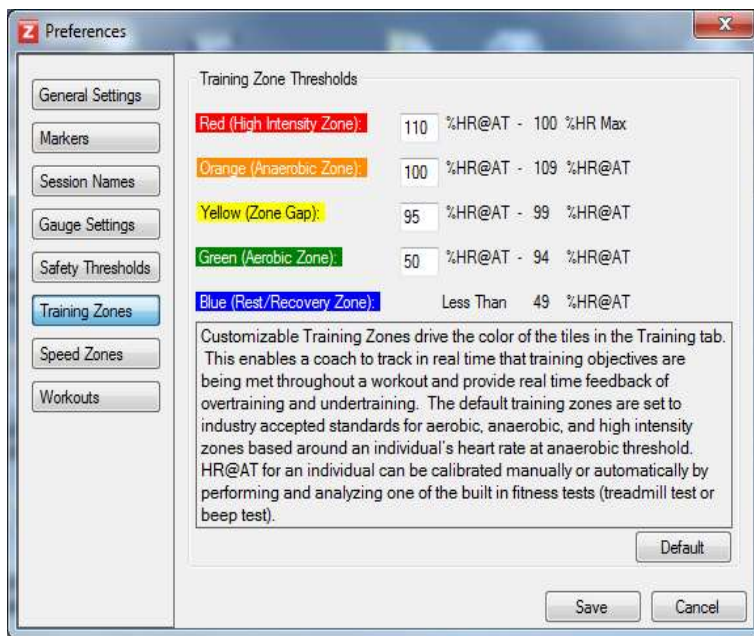 Z Preferences
X
General Settings
Markers
Session Names
Gauge Settings
Safety Thresholds
Training Zones
Speed Zones
Workouts
Training Zone Thresholds
Red (High Intensity Zone): 110 %HR@AT - 100 %HR Max
Orange (Anaerobic Zone): 100 %HR@AT - 109 %HR@AT
Yellow (Zone Gap): 95 %HR@AT - 99 %HR@AT
Green (Aerobic Zone): 50 %HR@AT - 94 %HR@AT
Blue (Rest/Recovery Zone): Less Than 49 %HR@AT
Customizable Training Zones drive the color of the tiles in the Training tab.
This enables a coach to track in real time that training objectives are
being met throughout a workout and provide real time feedback of
overtraining and undertraining. The default training zones are set to
industry accepted standards for aerobic, anaerobic, and high intensity
zones based around an individual's heart rate at anaerobic threshold.
HR@AT for an individual can be calibrated manually or automatically by
performing and analyzing one of the built in fitness tests (treadmill test or
beep test).
Default
Save Cancel